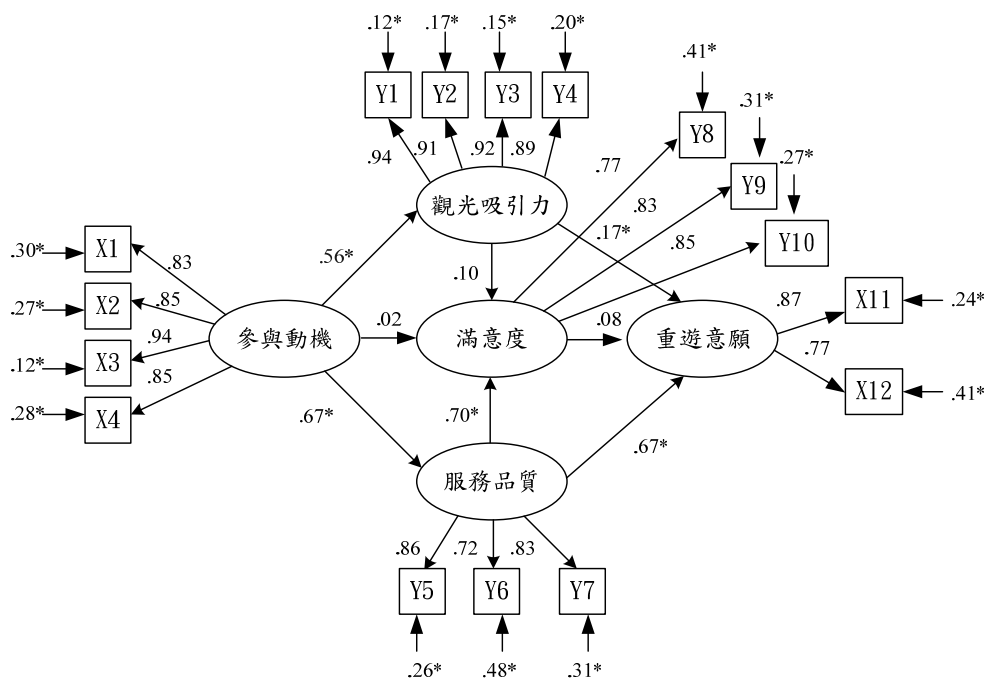 .12*
.17*
.15*
.20*
Y1
Y2
Y3
Y4
.94
.91
.92
.89
.41*
Y8
.31*
Y9
.27*
Y10
.77
.83
.85
觀光吸引力
.17*
.56*
.10
.30*
X1
.83
.27*
X2
.85
.12*
X3
.94
.28*
X4
.85
參與動機
.02
滿意度
.08
重遊意願
.87
X11
.24*
.77
X12
.41*
.67*
.70*
.67*
服務品質
.86
.72
.83
Y5
Y6
Y7
.26*
.48*
.31*